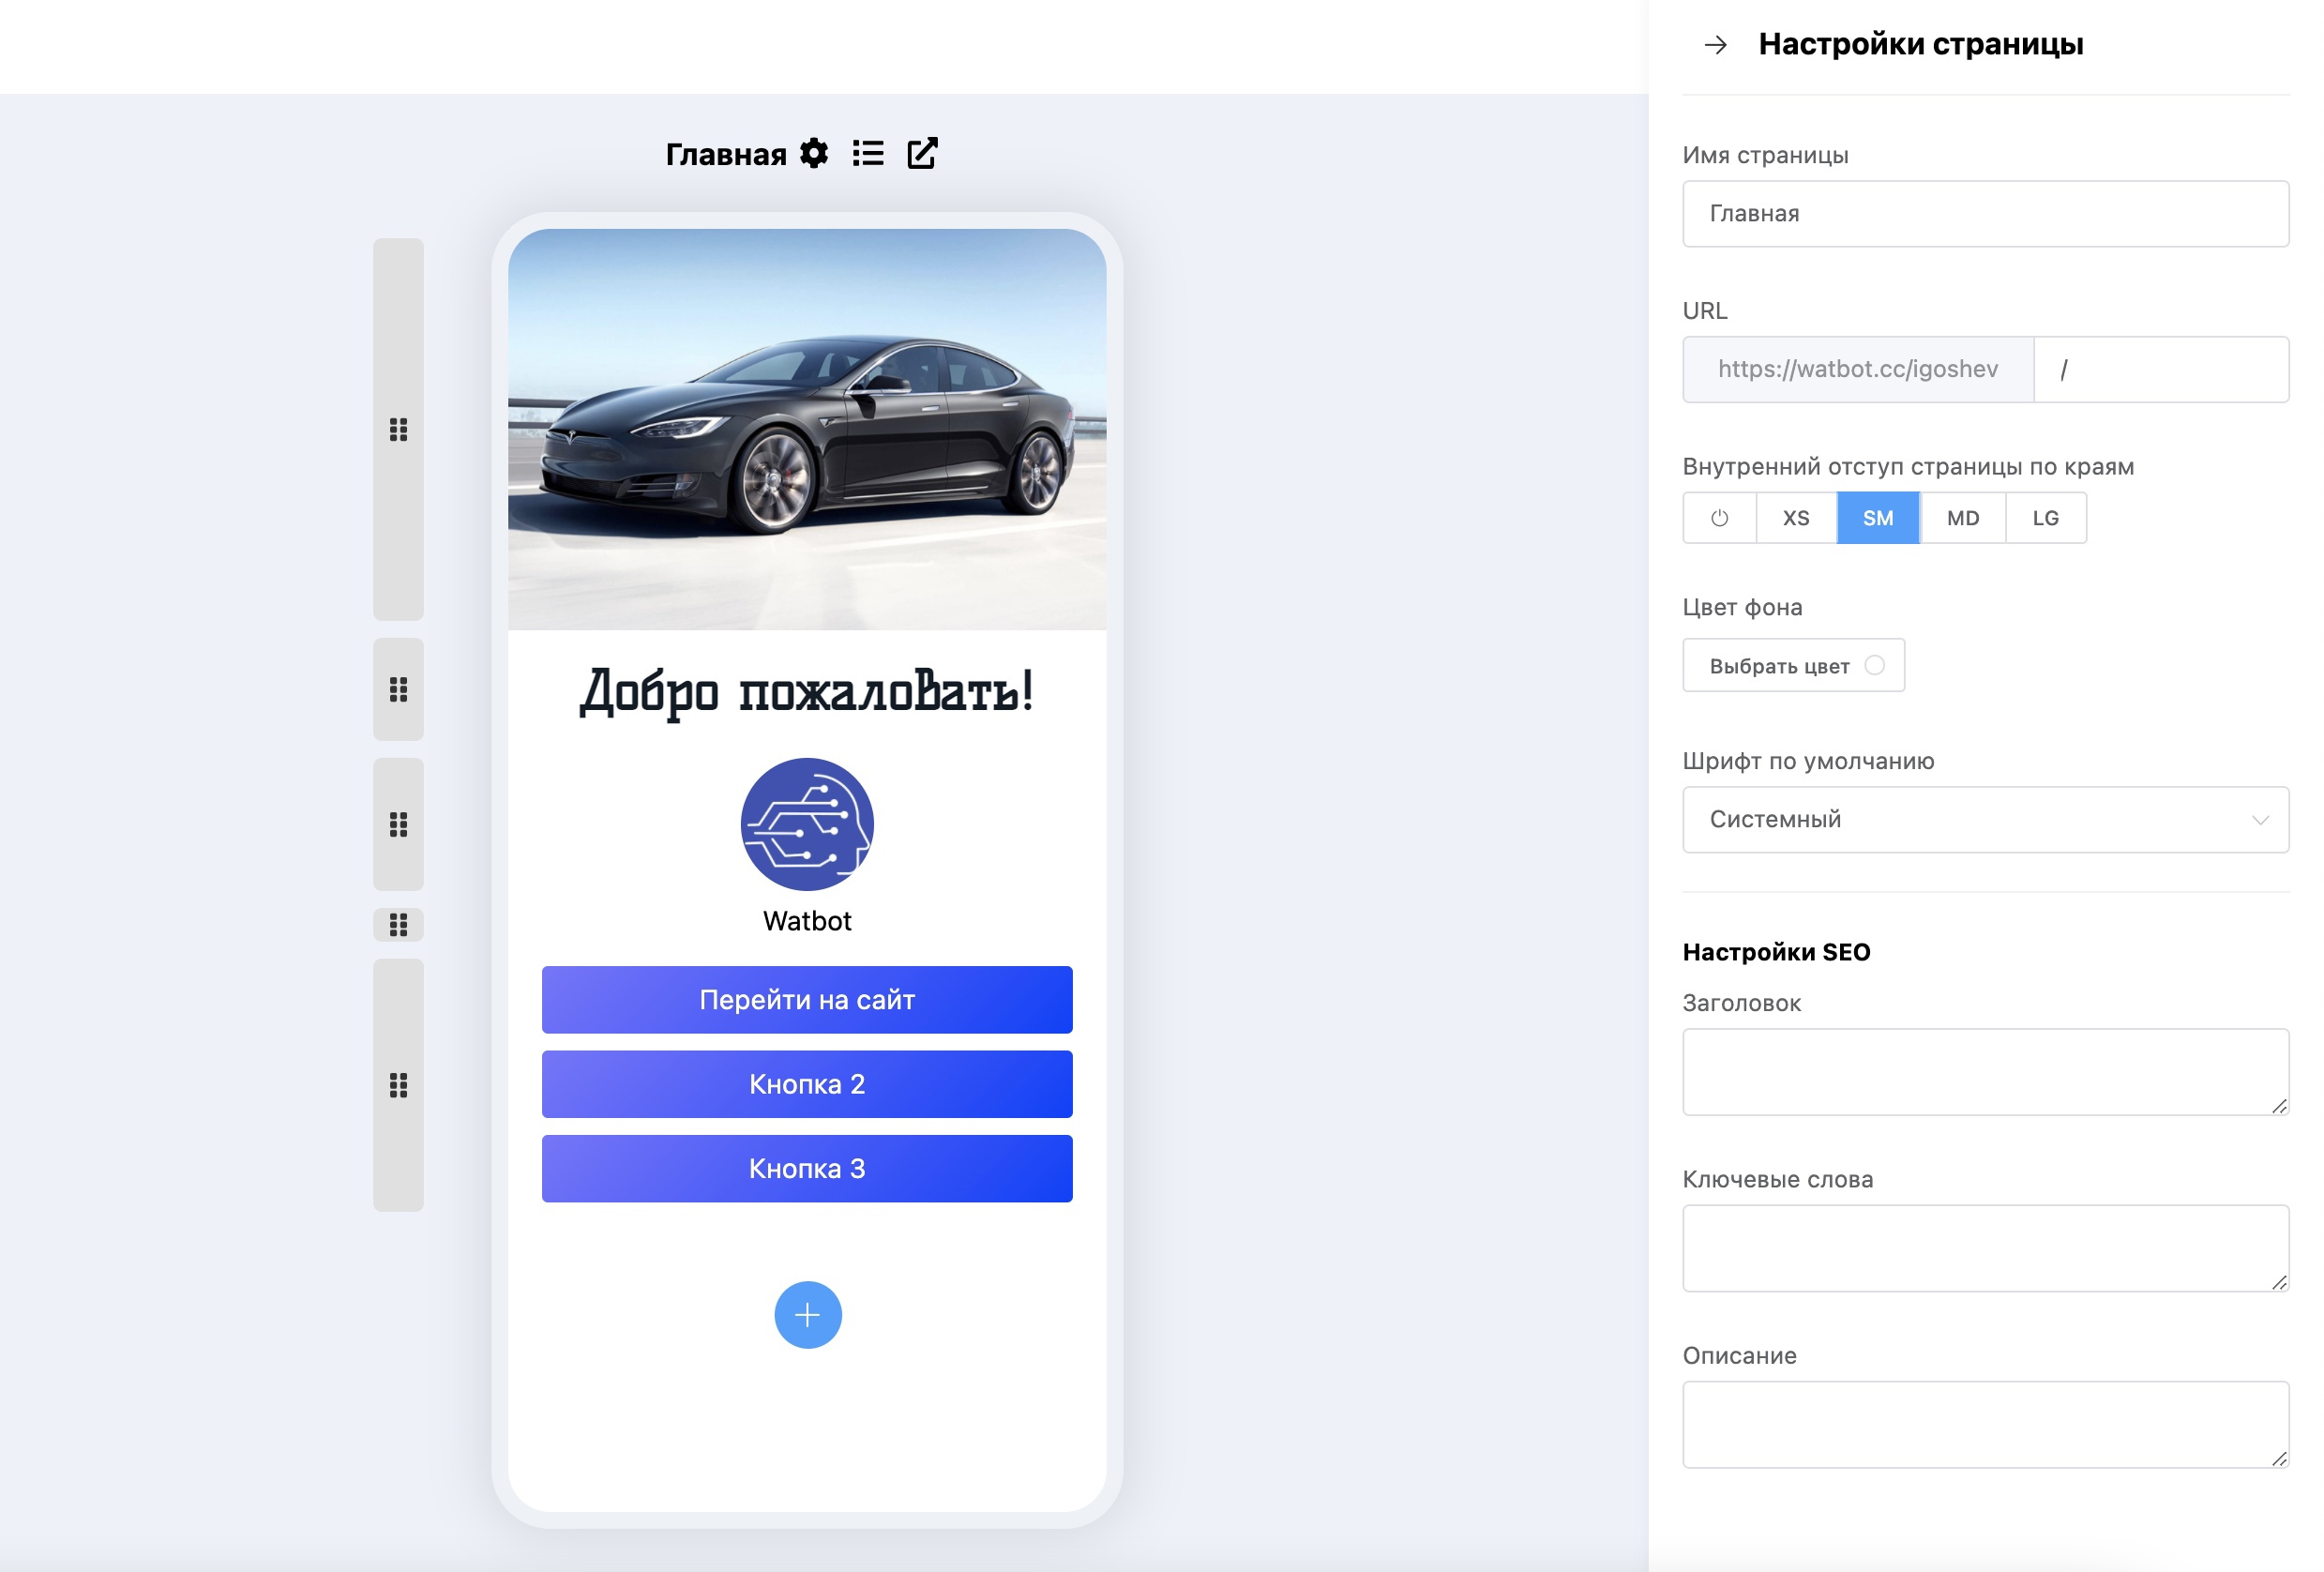 Главная
Добро пожаловать!
Watbot
Перейти на сайт
Кнопка 2
Кнопка 3
Настройки страницы
Имя страницы
Главная
URL
https://watbot.cc/igoshev /
Внутренний отступ страницы по краям
XS SM MD LG
Цвет фона
Выбрать цвет
Шрифт по умолчанию
Системный
Настройки SEO
Заголовок
Ключевые слова
Описание